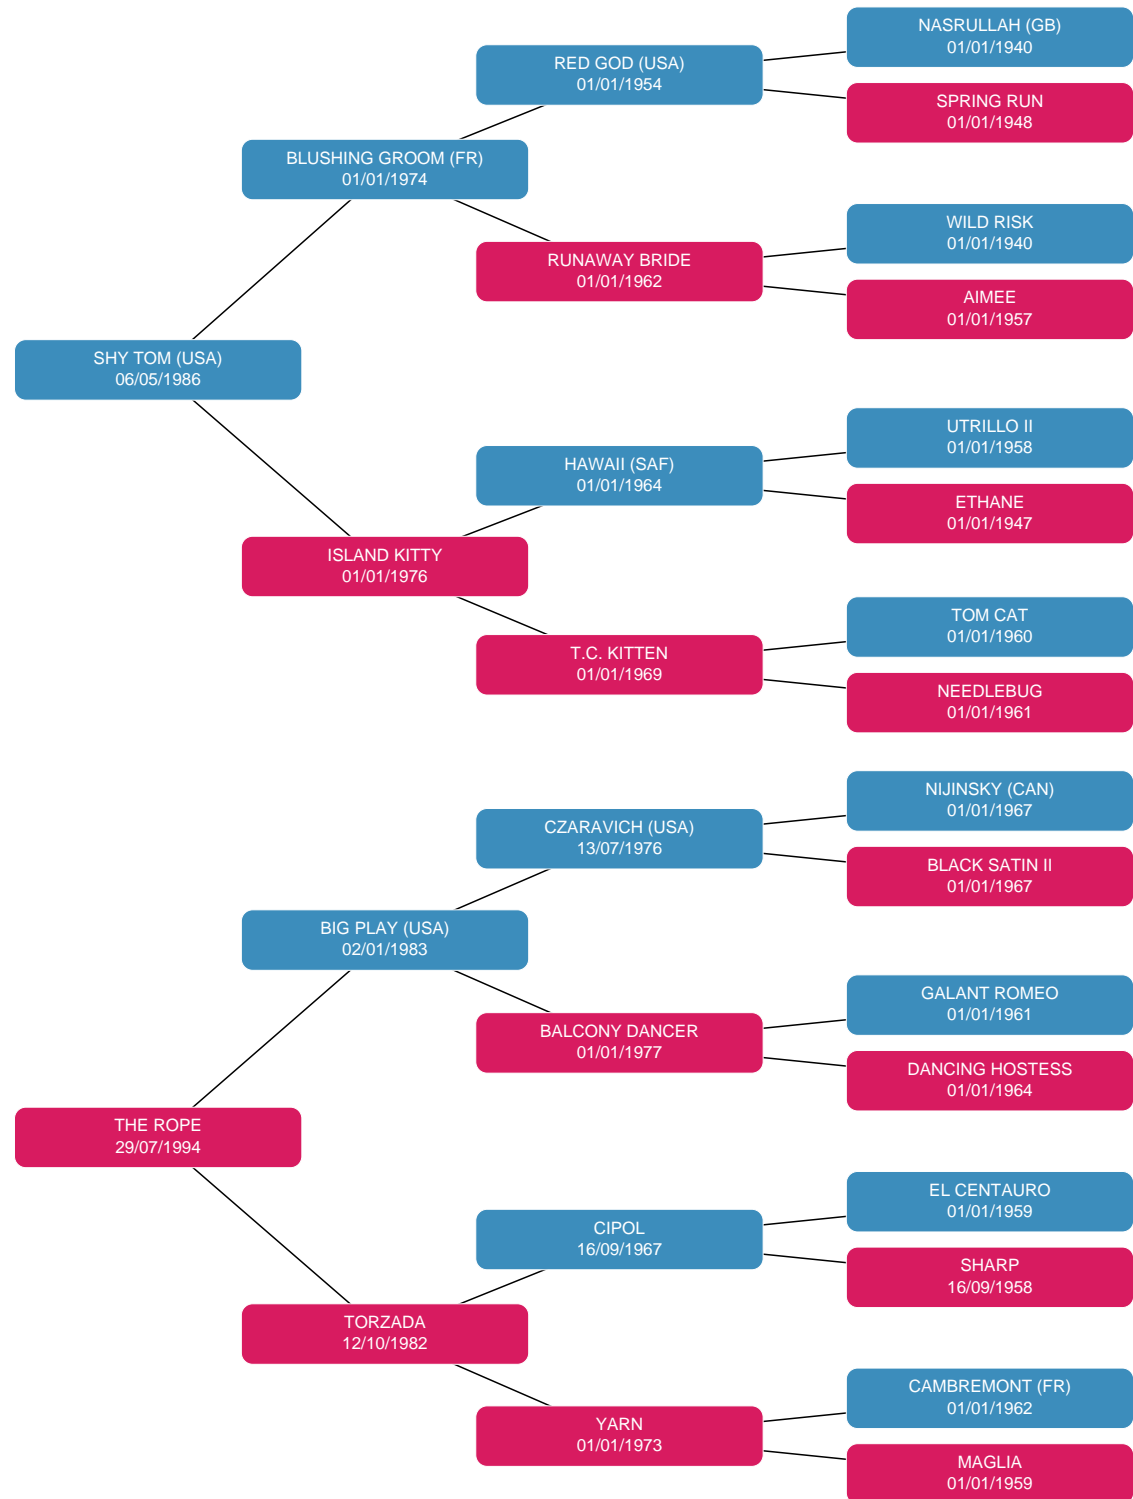 NASRULLAH (GB)
01/01/1940
RED GOD (USA)
01/01/1954
SPRING RUN
01/01/1948
BLUSHING GROOM (FR)
01/01/1974
WILD RISK
01/01/1940
RUNAWAY BRIDE
01/01/1962
AIMEE
01/01/1957
SHY TOM (USA)
06/05/1986
UTRILLO II
01/01/1958
HAWAII (SAF)
01/01/1964
ETHANE
01/01/1947
ISLAND KITTY
01/01/1976
TOM CAT
01/01/1960
T.C. KITTEN
01/01/1969
NEEDLEBUG
01/01/1961
NIJINSKY (CAN)
01/01/1967
CZARAVICH (USA)
13/07/1976
BLACK SATIN II
01/01/1967
BIG PLAY (USA)
02/01/1983
GALANT ROMEO
01/01/1961
BALCONY DANCER
01/01/1977
DANCING HOSTESS
01/01/1964
THE ROPE
29/07/1994
EL CENTAURO
01/01/1959
CIPOL
16/09/1967
SHARP
16/09/1958
TORZADA
12/10/1982
CAMBREMONT (FR)
01/01/1962
YARN
01/01/1973
MAGLIA
01/01/1959